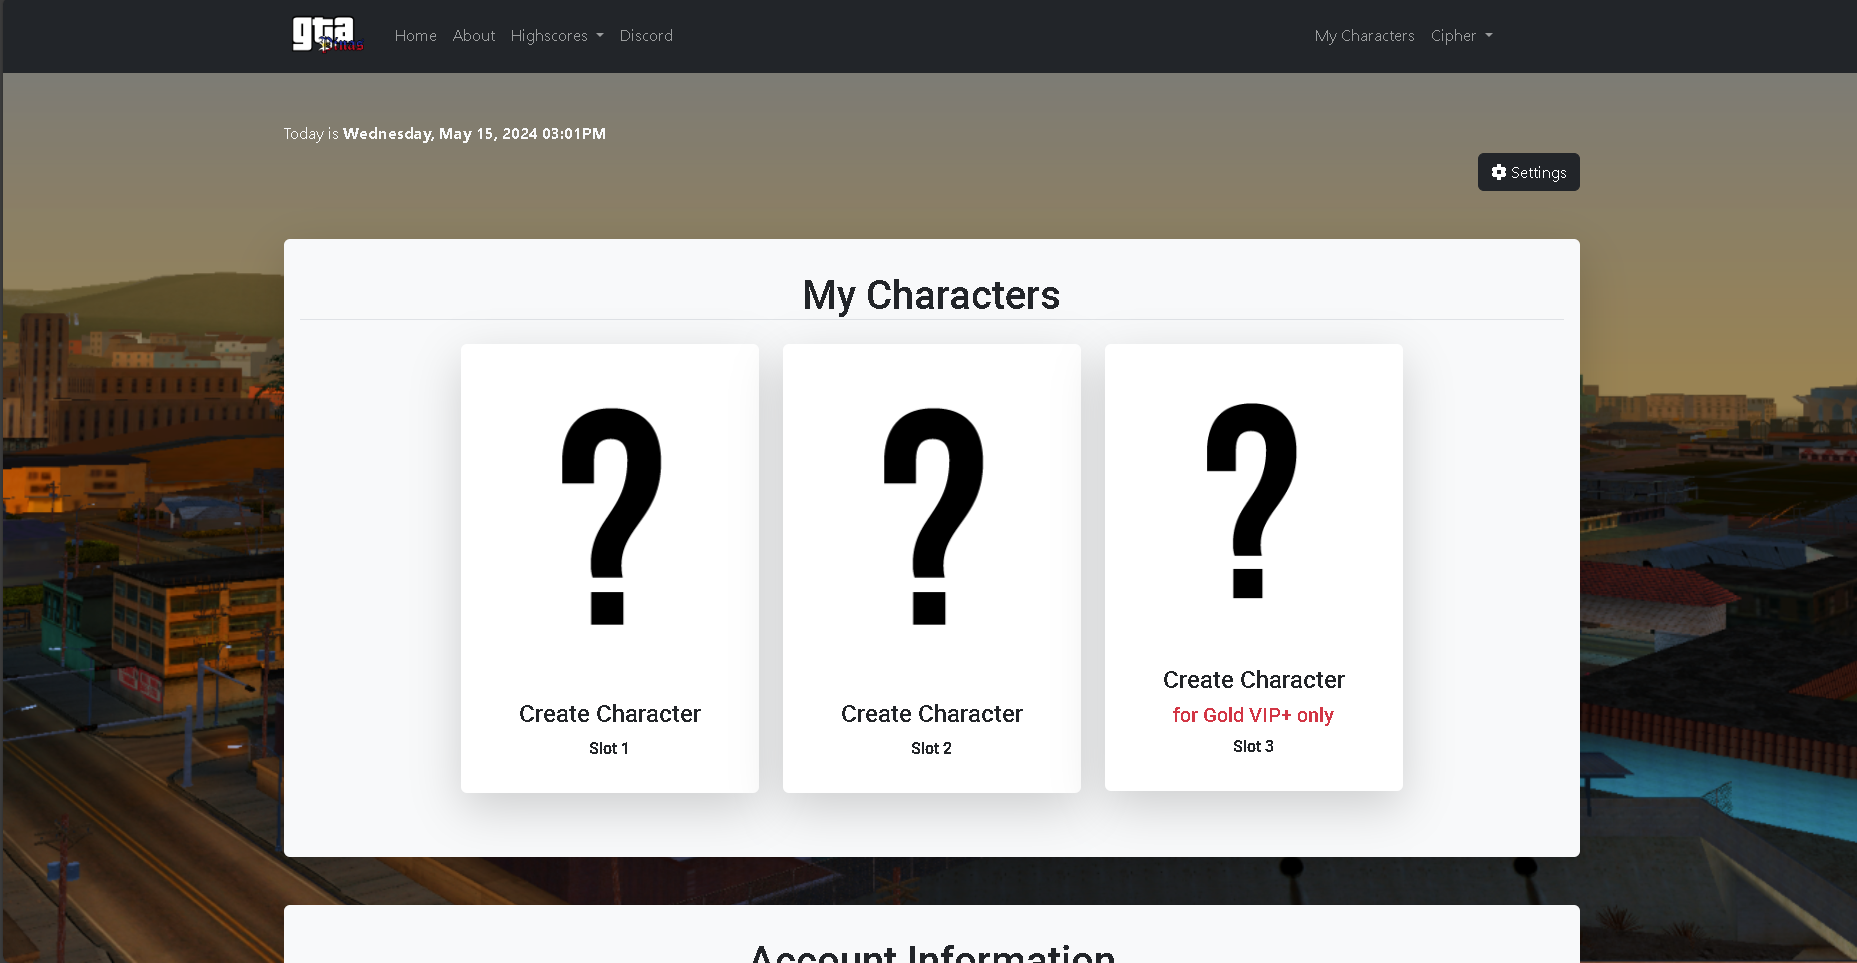 gta
Home About Highscores Discord My Characters Cipher
Today is Wednesday, May 15, 2024 03:01PM
Settings
My Characters
? ? ?
Create Character Create Character Create Character
for Gold VIP+ only
Slot 1 Slot 2 Slot 3
Account Information